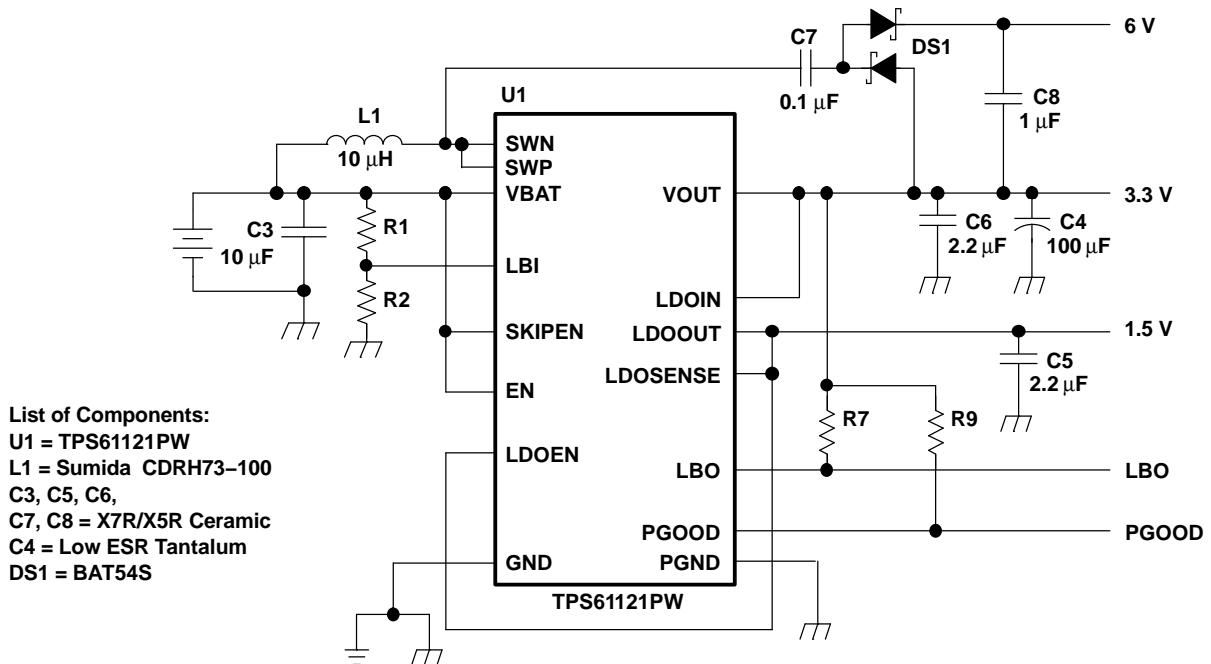 6 V
C7
DS1
0.1 μF
C8
1 μF
U1
L1
10 μH
SWN
SWP
VBAT
VOUT
3.3 V
C3
10 μF
R1
C6
2.2 μF
C4
100 μF
LBI
R2
LDOIN
SKIPEN
LDOOUT
1.5 V
LDOSENSE
C5
2.2 μF
EN
R7
R9
List of Components:
U1 = TPS61121PW
L1 = Sumida CDRH73–100
C3, C5, C6,
C7, C8 = X7R/X5R Ceramic
C4 = Low ESR Tantalum
DS1 = BAT54S
LDOEN
LBO
LBO
PGOOD
PGOOD
GND
PGND
TPS61121PW